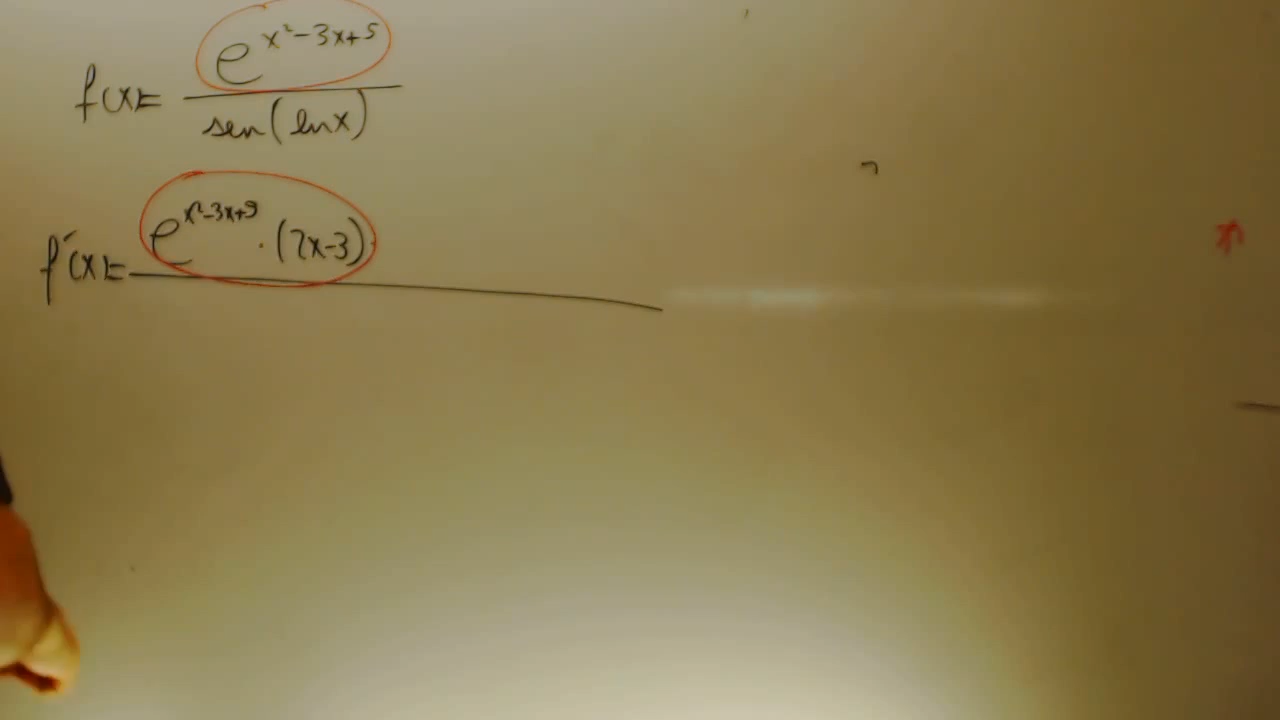 f(x)= e^{x²-3x+5} / sen(lnx)
f'(x)= e^{x²-3x+5} · (2x-3)